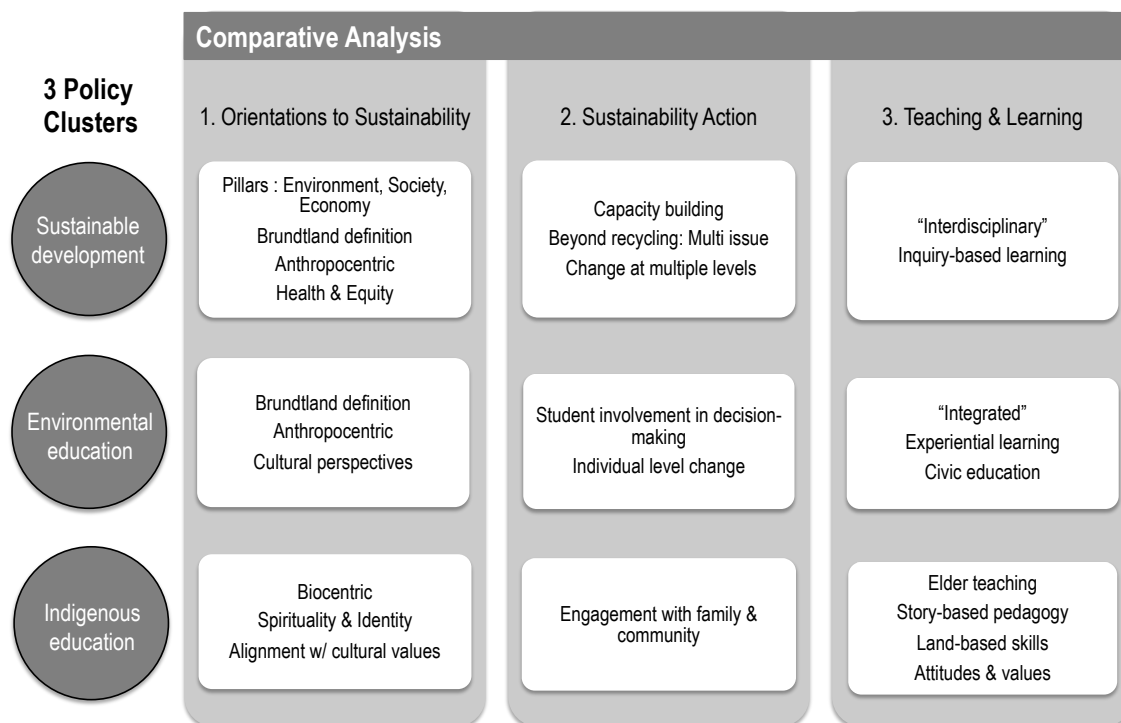 Comparative Analysis
3 Policy
Clusters
1. Orientations to Sustainability
2. Sustainability Action
3. Teaching & Learning
Sustainable
development
Pillars : Environment, Society,
Economy
Brundtland definition
Anthropocentric
Health & Equity
Capacity building
Beyond recycling: Multi issue
Change at multiple levels
“Interdisciplinary”
Inquiry-based learning
Environmental
education
Brundtland definition
Anthropocentric
Cultural perspectives
Student involvement in decision-
making
Individual level change
“Integrated”
Experiential learning
Civic education
Indigenous
education
Biocentric
Spirituality & Identity
Alignment w/ cultural values
Engagement with family &
community
Elder teaching
Story-based pedagogy
Land-based skills
Attitudes & values